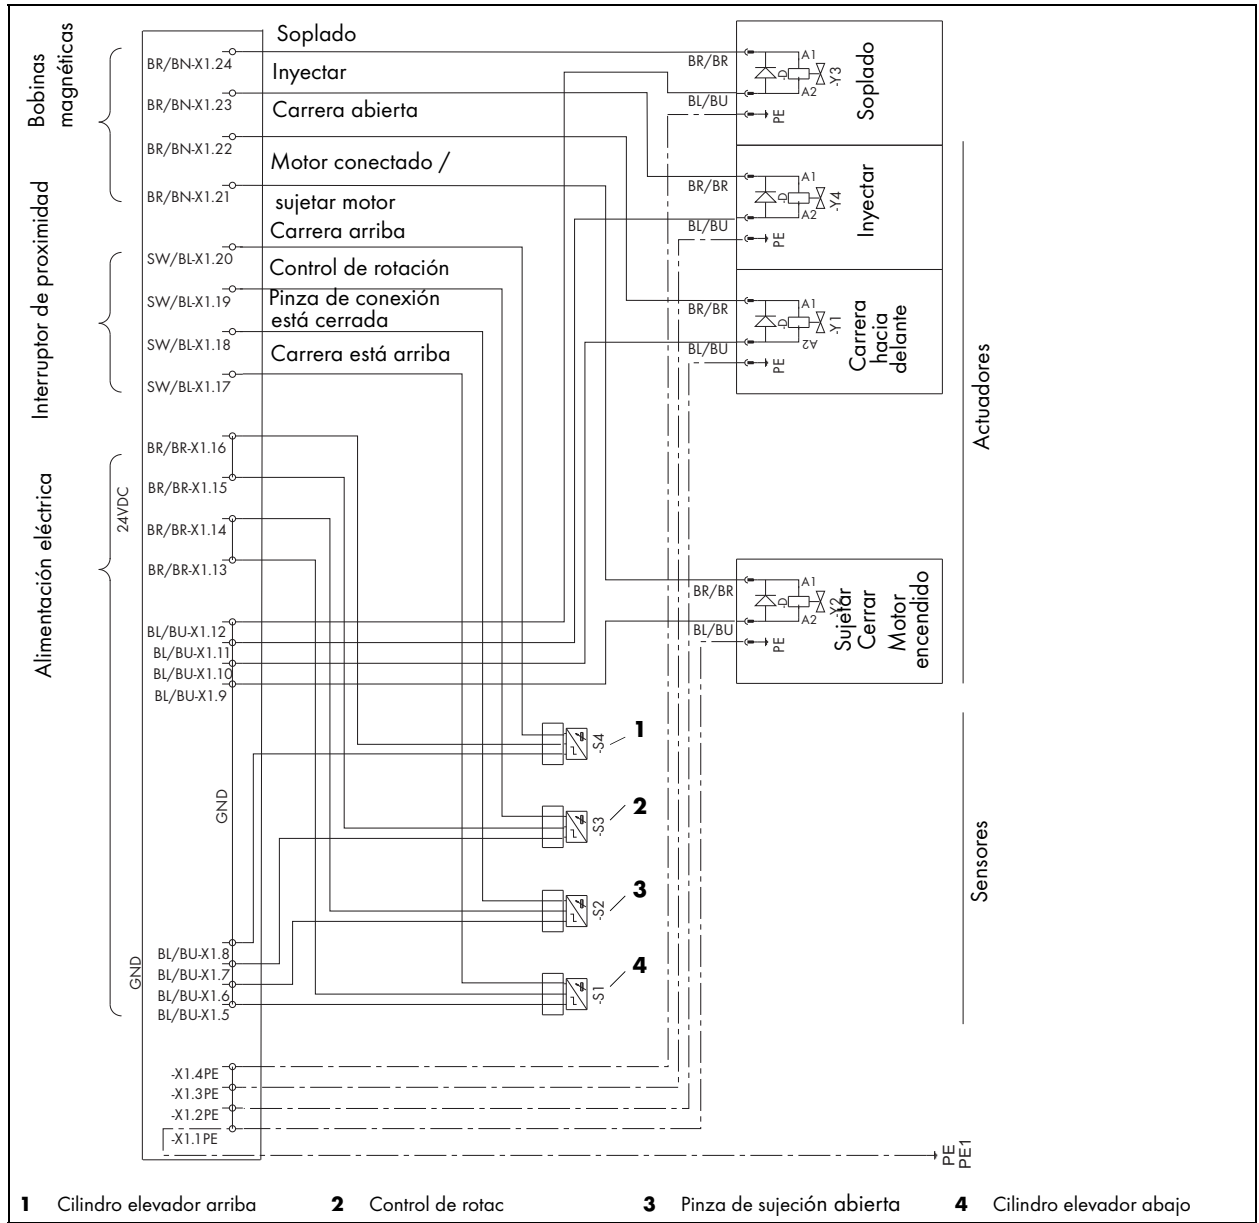 Bobinas
magnéticas
Interruptor de proximidad
Alimentación eléctrica
24VDC
GND
GND
BR/BN-X1.24
BR/BN-X1.23
BR/BN-X1.22
BR/BN-X1.21
SW/BL-X1.20
SW/BL-X1.19
SW/BL-X1.18
SW/BL-X1.17
BR/BR-X1.16
BR/BR-X1.15
BR/BR-X1.14
BR/BR-X1.13
BL/BU-X1.12
BL/BU-X1.11
BL/BU-X1.10
BL/BU-X1.9
BL/BU-X1.8
BL/BU-X1.7
BL/BU-X1.6
BL/BU-X1.5
-X1.4PE
-X1.3PE
-X1.2PE
-X1.1PE
Soplado
Inyectar
Carrera abierta
Motor conectado /
sujetar motor
Carrera arriba
Control de rotación
Pinza de conexión
está cerrada
Carrera está arriba
BR/BR
BL/BU
PE
A1
A2
-D
-Y3
Soplado
BR/BR
BL/BU
PE
A1
A2
-D
-Y4
Inyectar
BR/BR
BL/BU
PE
A1
A2
-D
-Y1
Carrera
hacia
delante
BR/BR
BL/BU
PE
A1
A2
-D
-Y2
Sujetar
Cerrar
Motor
encendido
Actuadores
-S4
1
-S3
2
-S2
3
-S1
4
Sensores
PE
PE1
1 Cilindro elevador arriba 2 Control de rotac 3 Pinza de sujeción abierta 4 Cilindro elevador abajo